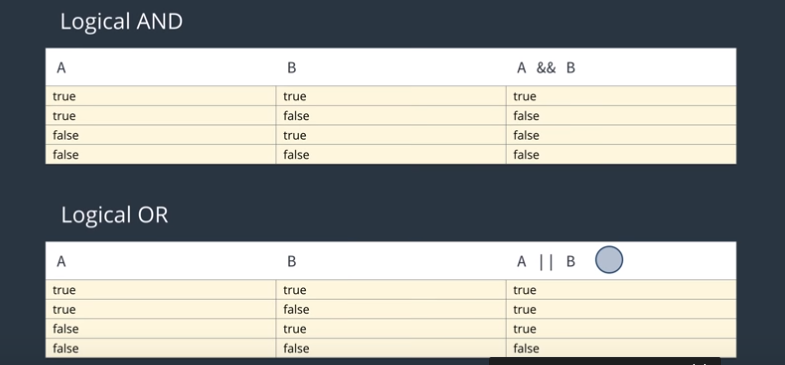 Logical AND
A B A && B
true true true
true false false
false true false
false false false
Logical OR
A B A || B
true true true
true false true
false true true
false false false